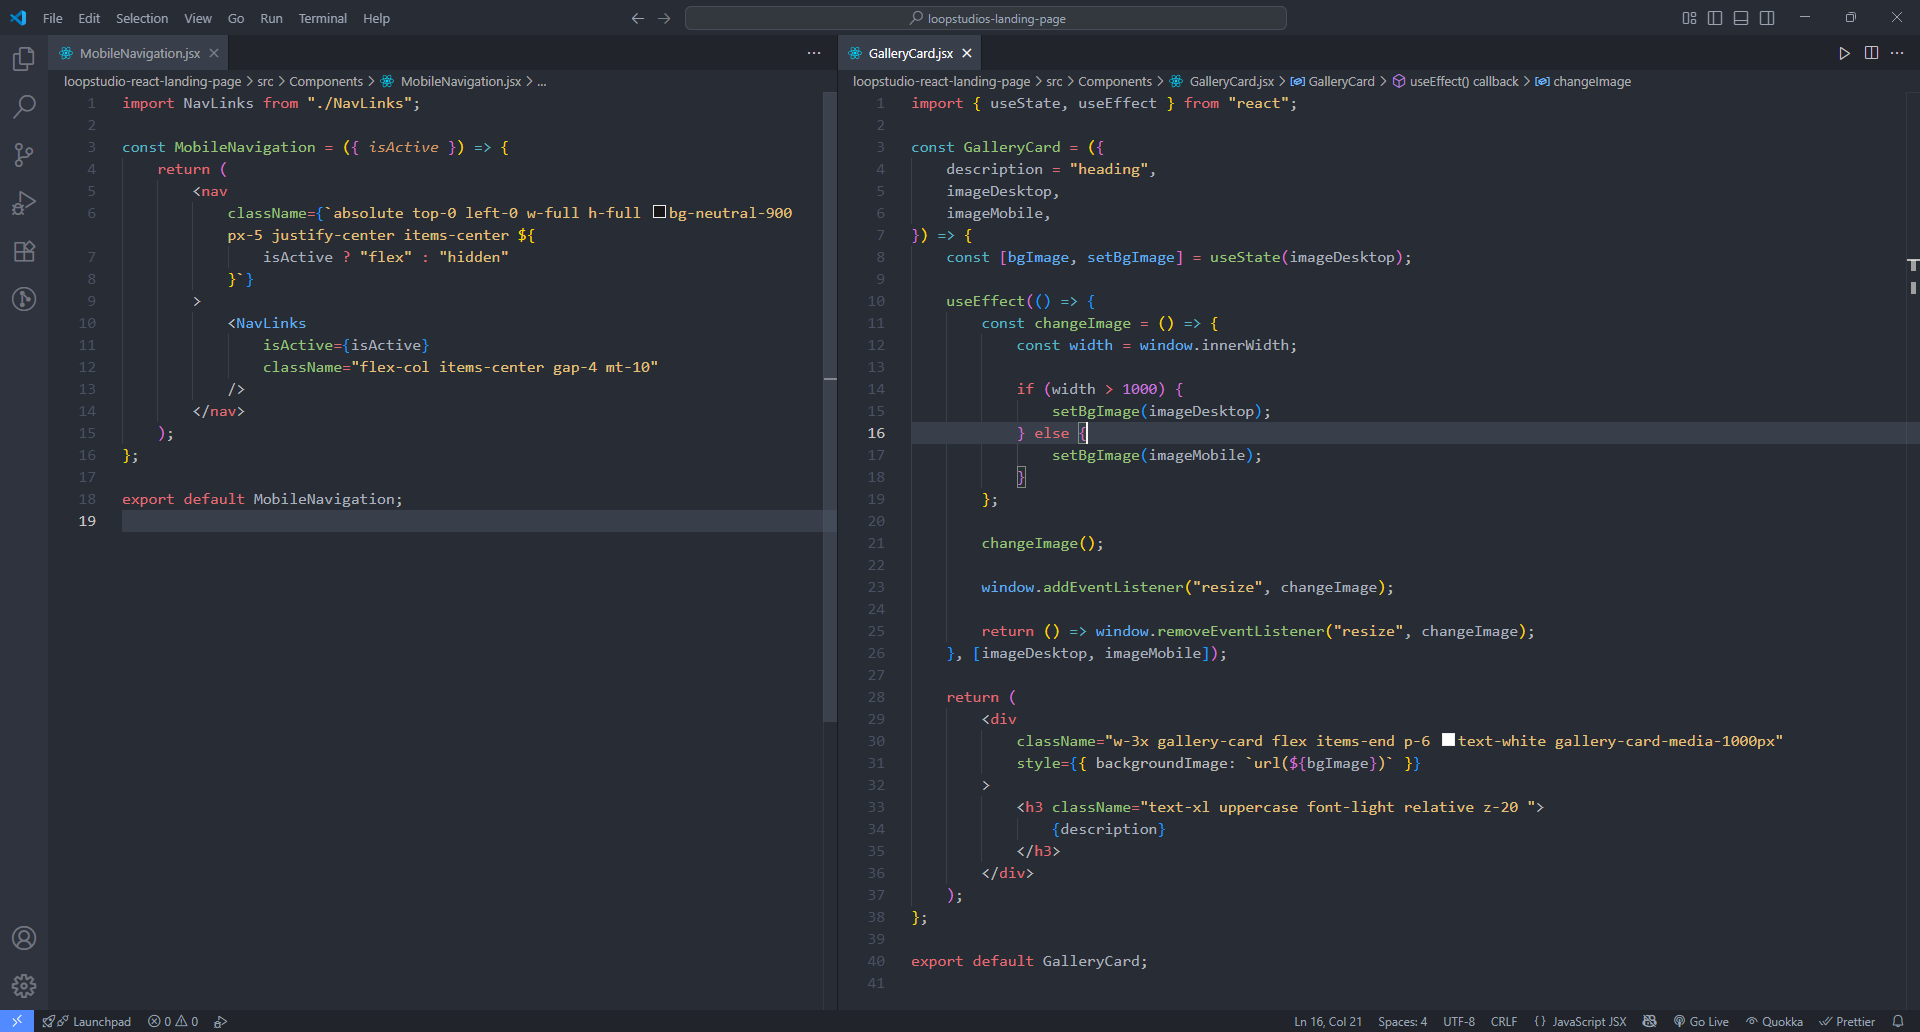 File Edit Selection View Go Run Terminal Help
loopstudios-landing-page
MobileNavigation.jsx
loopstudio-react-landing-page > src > Components > MobileNavigation.jsx > ...
1 import NavLinks from "./NavLinks";
2
3 const MobileNavigation = ({ isActive }) => {
4 return (
5 <nav
6 className={`absolute top-0 left-0 w-full h-full bg-neutral-900
px-5 justify-center items-center ${
7 isActive ? "flex" : "hidden"
8 }`}
9 >
10 <NavLinks
11 isActive={isActive}
12 className="flex-col items-center gap-4 mt-10"
13 />
14 </nav>
15 );
16 };
17
18 export default MobileNavigation;
19
GalleryCard.jsx
loopstudio-react-landing-page > src > Components > GalleryCard.jsx > GalleryCard > useEffect() callback > changeImage
1 import { useState, useEffect } from "react";
2
3 const GalleryCard = ({
4 description = "heading",
5 imageDesktop,
6 imageMobile,
7 }) => {
8 const [bgImage, setBgImage] = useState(imageDesktop);
9
10 useEffect(() => {
11 const changeImage = () => {
12 const width = window.innerWidth;
13
14 if (width > 1000) {
15 setBgImage(imageDesktop);
16 } else {
17 setBgImage(imageMobile);
18 }
19 };
20
21 changeImage();
22
23 window.addEventListener("resize", changeImage);
24
25 return () => window.removeEventListener("resize", changeImage);
26 }, [imageDesktop, imageMobile]);
27
28 return (
29 <div
30 className="w-3x gallery-card flex items-end p-6 text-white gallery-card-media-1000px"
31 style={{ backgroundImage: `url(${bgImage})` }}
32 >
33 <h3 className="text-xl uppercase font-light relative z-20 ">
34 {description}
35 </h3>
36 </div>
37 );
38 };
39
40 export default GalleryCard;
41
Launchpad 0 0
Ln 16, Col 21 Spaces: 4 UTF-8 CRLF {} JavaScript JSX Go Live Quokka Prettier